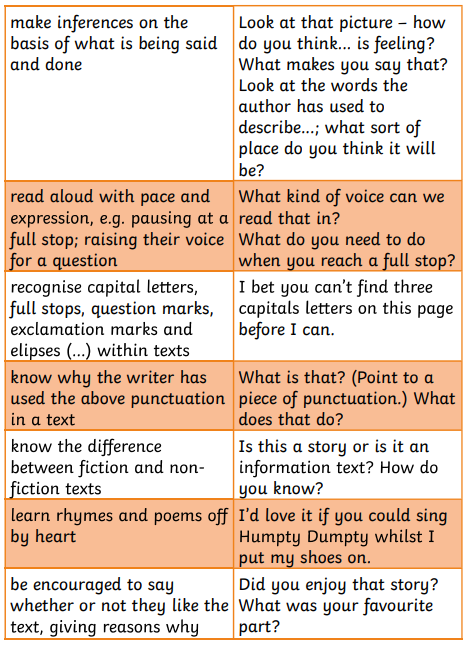 make inferences on the
basis of what is being said
and done
Look at that picture – how
do you think... is feeling?
What makes you say that?
Look at the words the
author has used to
describe...; what sort of
place do you think it will
be?
read aloud with pace and
expression, e.g. pausing at a
full stop; raising their voice
for a question
What kind of voice can we
read that in?
What do you need to do
when you reach a full stop?
recognise capital letters,
full stops, question marks,
exclamation marks and
elipses (...) within texts
I bet you can't find three
capitals letters on this page
before I can.
know why the writer has
used the above punctuation
in a text
What is that? (Point to a
piece of punctuation.) What
does that do?
know the difference
between fiction and non-
fiction texts
Is this a story or is it an
information text? How do
you know?
learn rhymes and poems off
by heart
I'd love it if you could sing
Humpty Dumpty whilst I
put my shoes on.
be encouraged to say
whether or not they like the
text, giving reasons why
Did you enjoy that story?
What was your favourite
part?